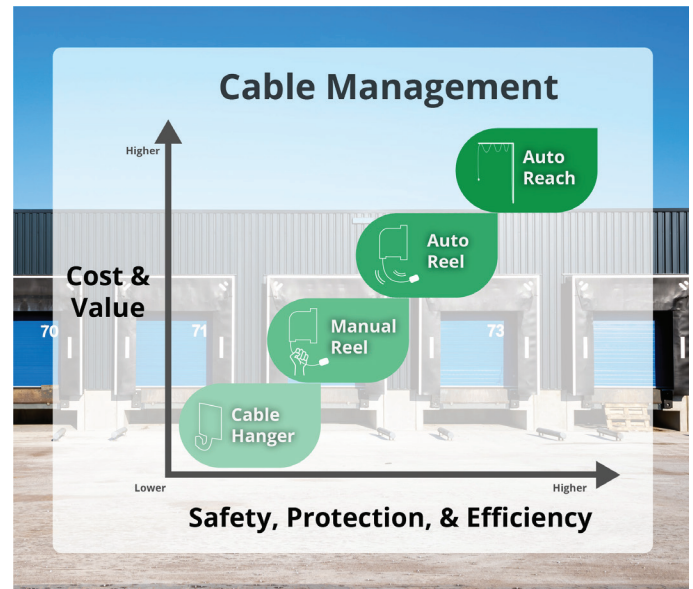 Cable Management
Higher
Auto
Reach
Auto
Reel
Cost &
Value
70
71
Manual
Reel
73
Cable
Hanger
Lower
Higher
Safety, Protection, & Efficiency